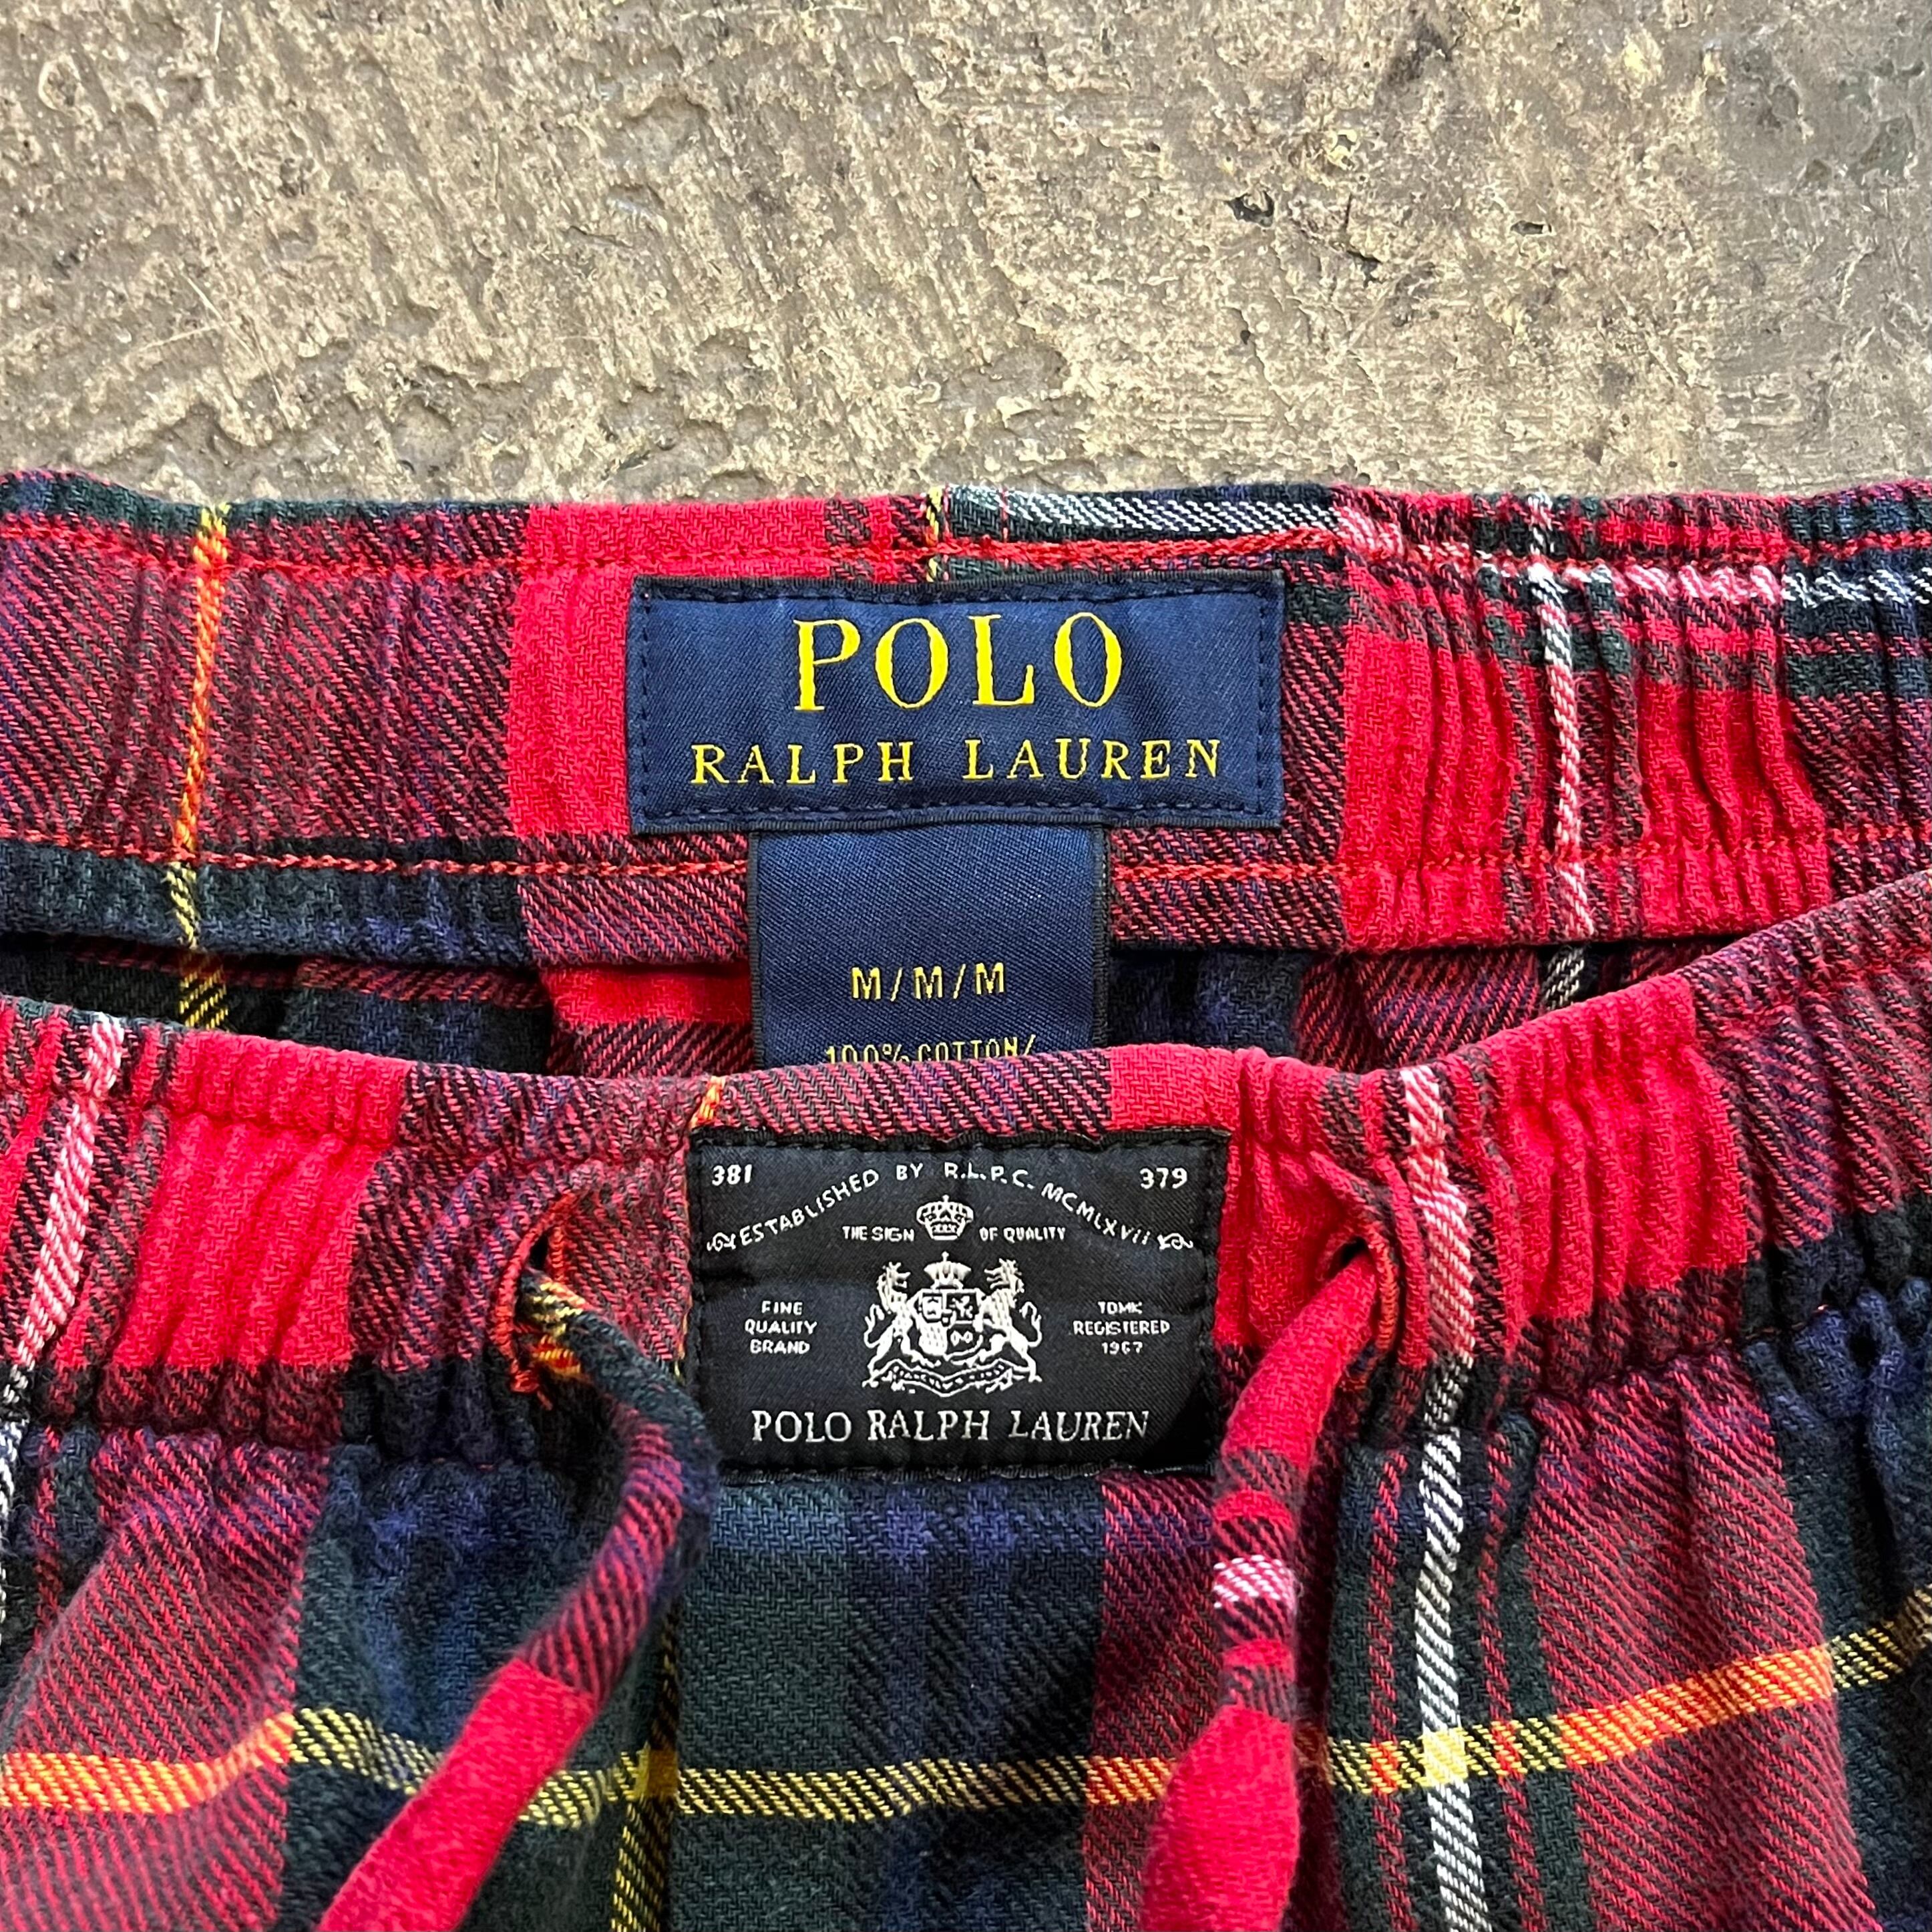 POLO
RALPH LAUREN
M/M/M
100% COTTON/
381
379
ESTABLISHED BY R.L.P.C. MCMLXVii
THE SIGN OF QUALITY
FINE
QUALITY
BRAND
TDMK
REGISTERED
1967
POLO RALPH LAUREN